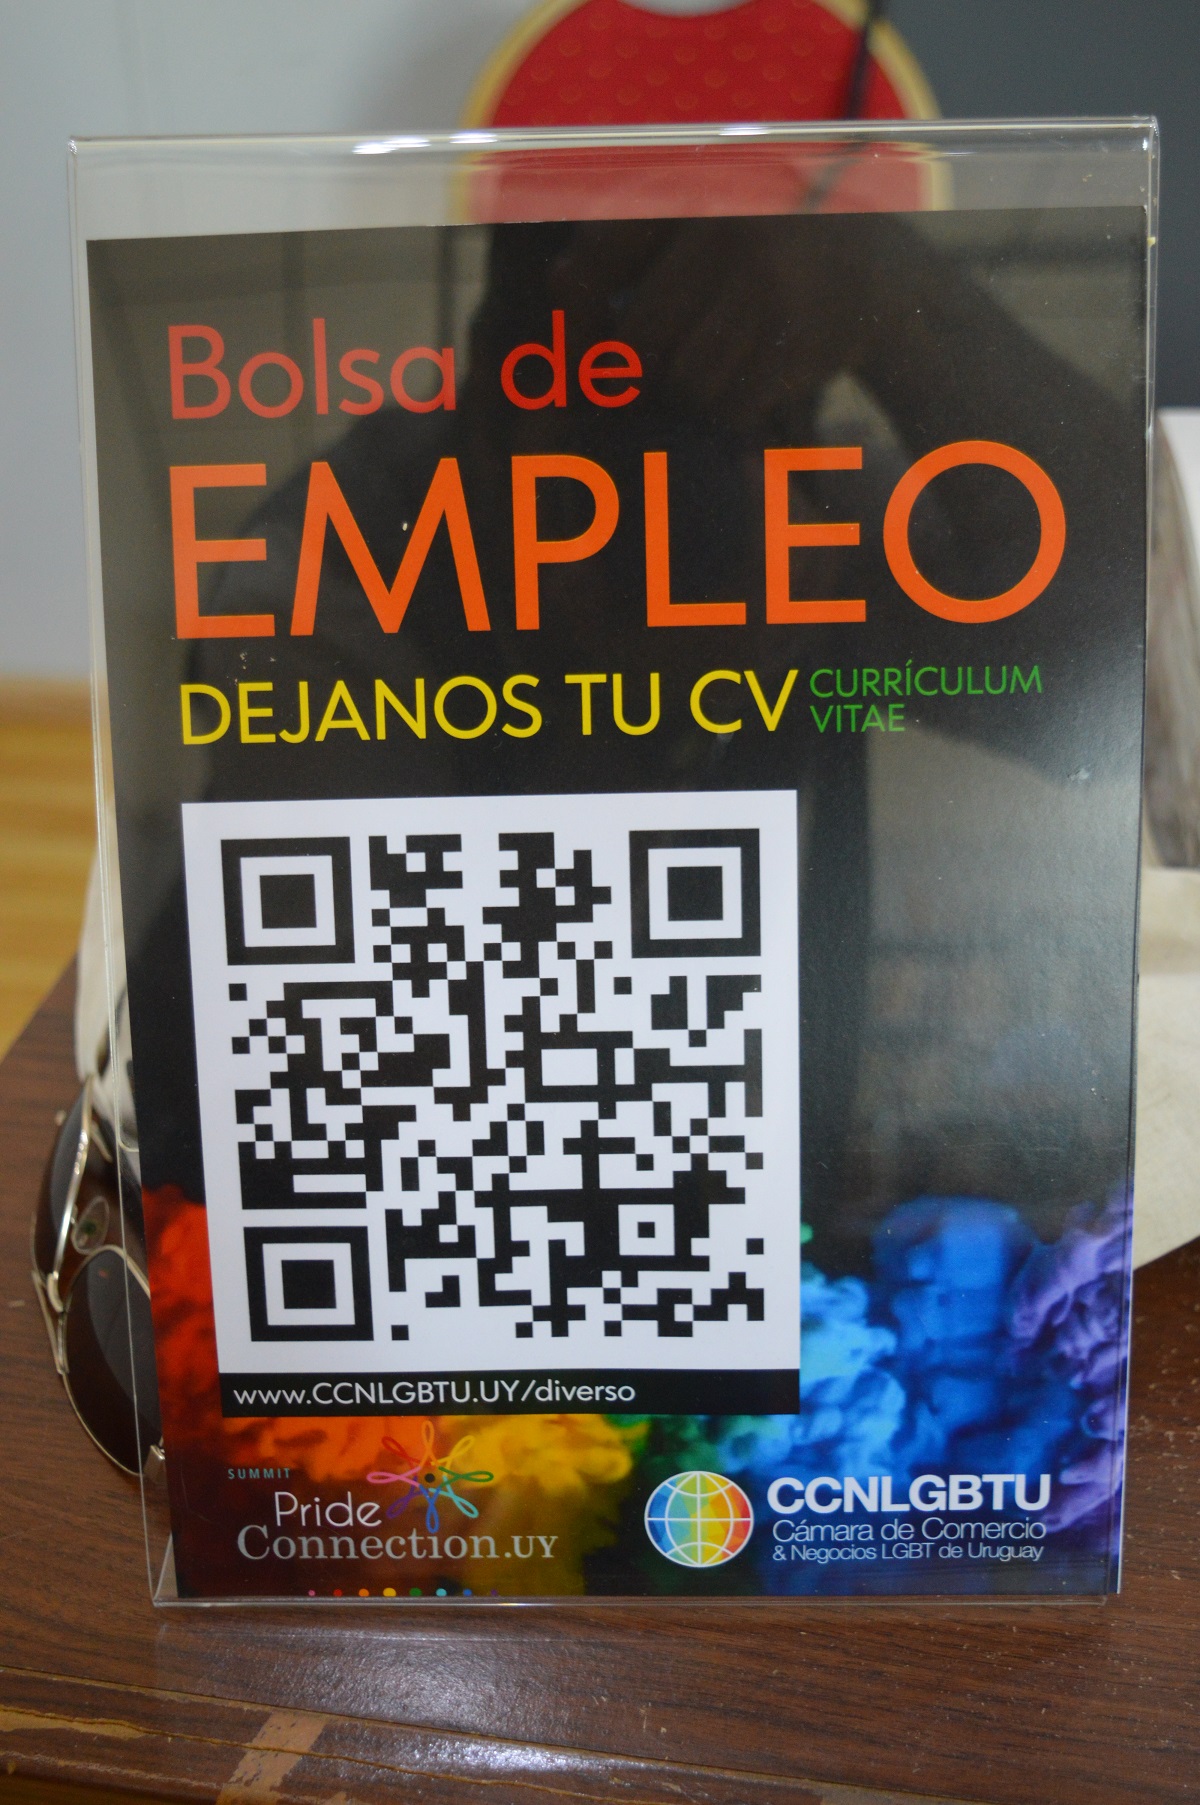 Bolsa de
EMPLEO
DEJANOS TU CV CURRÍCULUM
VITAE
www.CCNLGBTU.UY/diverso
SUMMIT
Pride
Connection.UY
CCNLGBTU
Cámara de Comercio
& Negocios LGBT de Uruguay